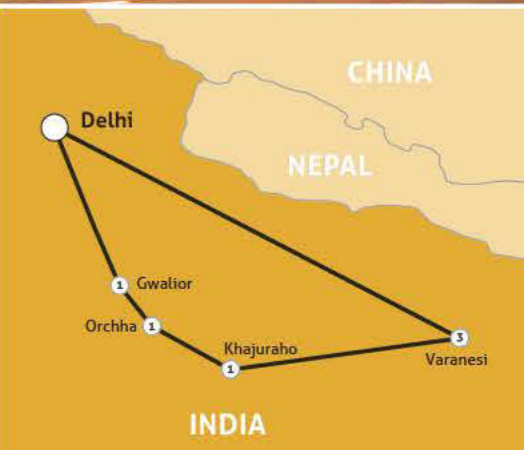 CHINA
Delhi
NEPAL
1 Gwalior
Orchha 1
Khajuraho
1
3
Varanesi
INDIA